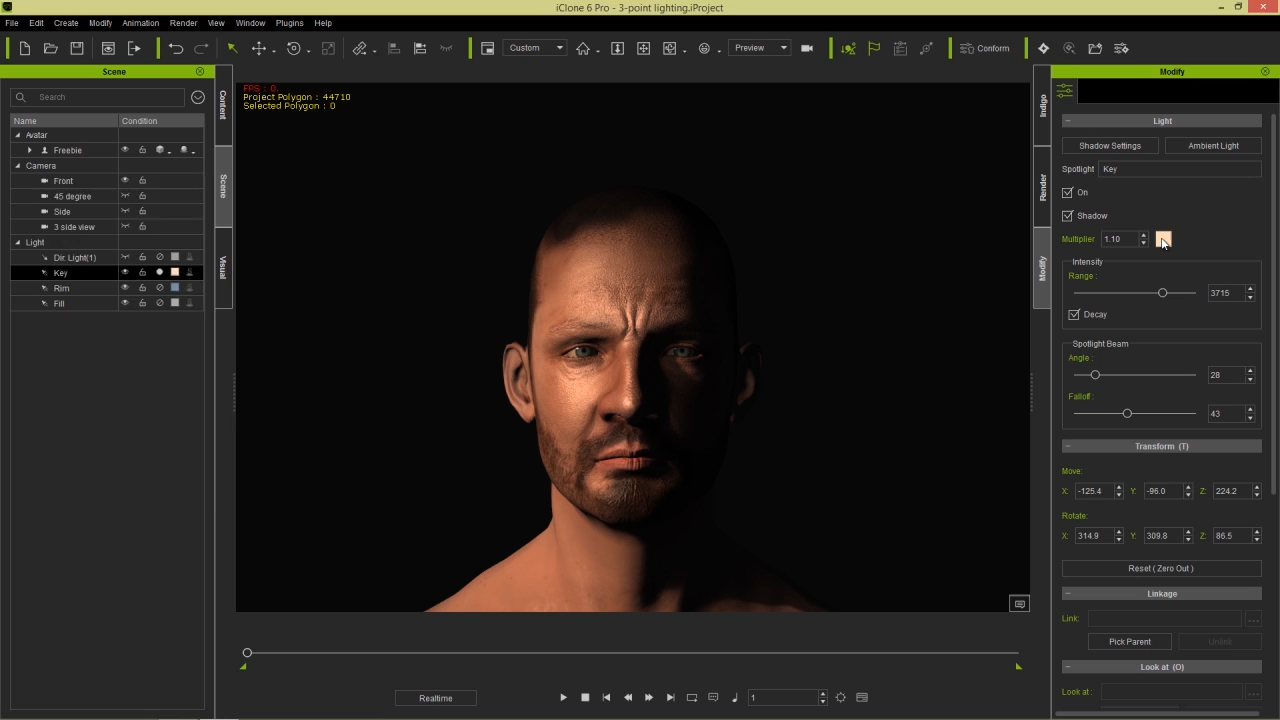 iClone 6 Pro - 3-point lighting.iProject
File Edit Create Modify Animation Render View Window Plugins Help
Custom Preview Conform
Scene
Search
Name Condition
Avatar
Freebie
Camera
Front
45 degree
Side
3 side view
Light
Dir. Light(1)
Key
Rim
Fill
Content
Scene
Visual
FPS : 0.
Project Polygon : 44710
Selected Polygon : 0
Realtime
1
Indigo
Render
Modify
Modify
Light
Shadow Settings Ambient Light
Spotlight Key
On
Shadow
Multiplier 1.10
Intensity
Range :
3715
Decay
Spotlight Beam
Angle :
28
Falloff :
43
Transform (T)
Move:
X: -125.4 Y: -96.0 Z: 224.2
Rotate:
X: 314.9 Y: 309.8 Z: 86.5
Reset ( Zero Out )
Linkage
Link: ...
Pick Parent Unlink
Look at (O)
Look at : ...